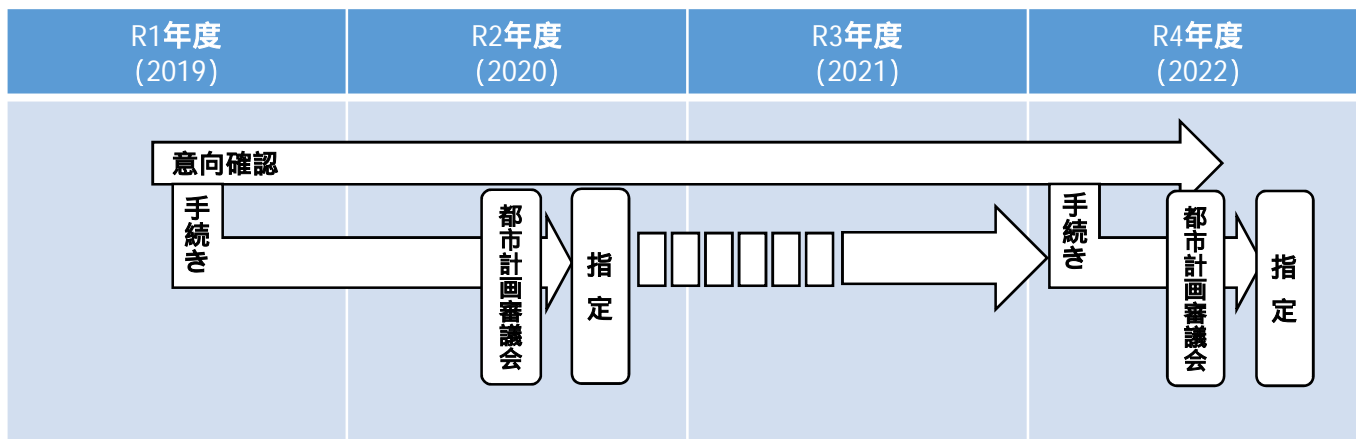 R1年度
(2019)
R2年度
(2020)
R3年度
(2021)
R4年度
(2022)
意向確認
手続き
都市計画審議会
指定
手続き
都市計画審議会
指定